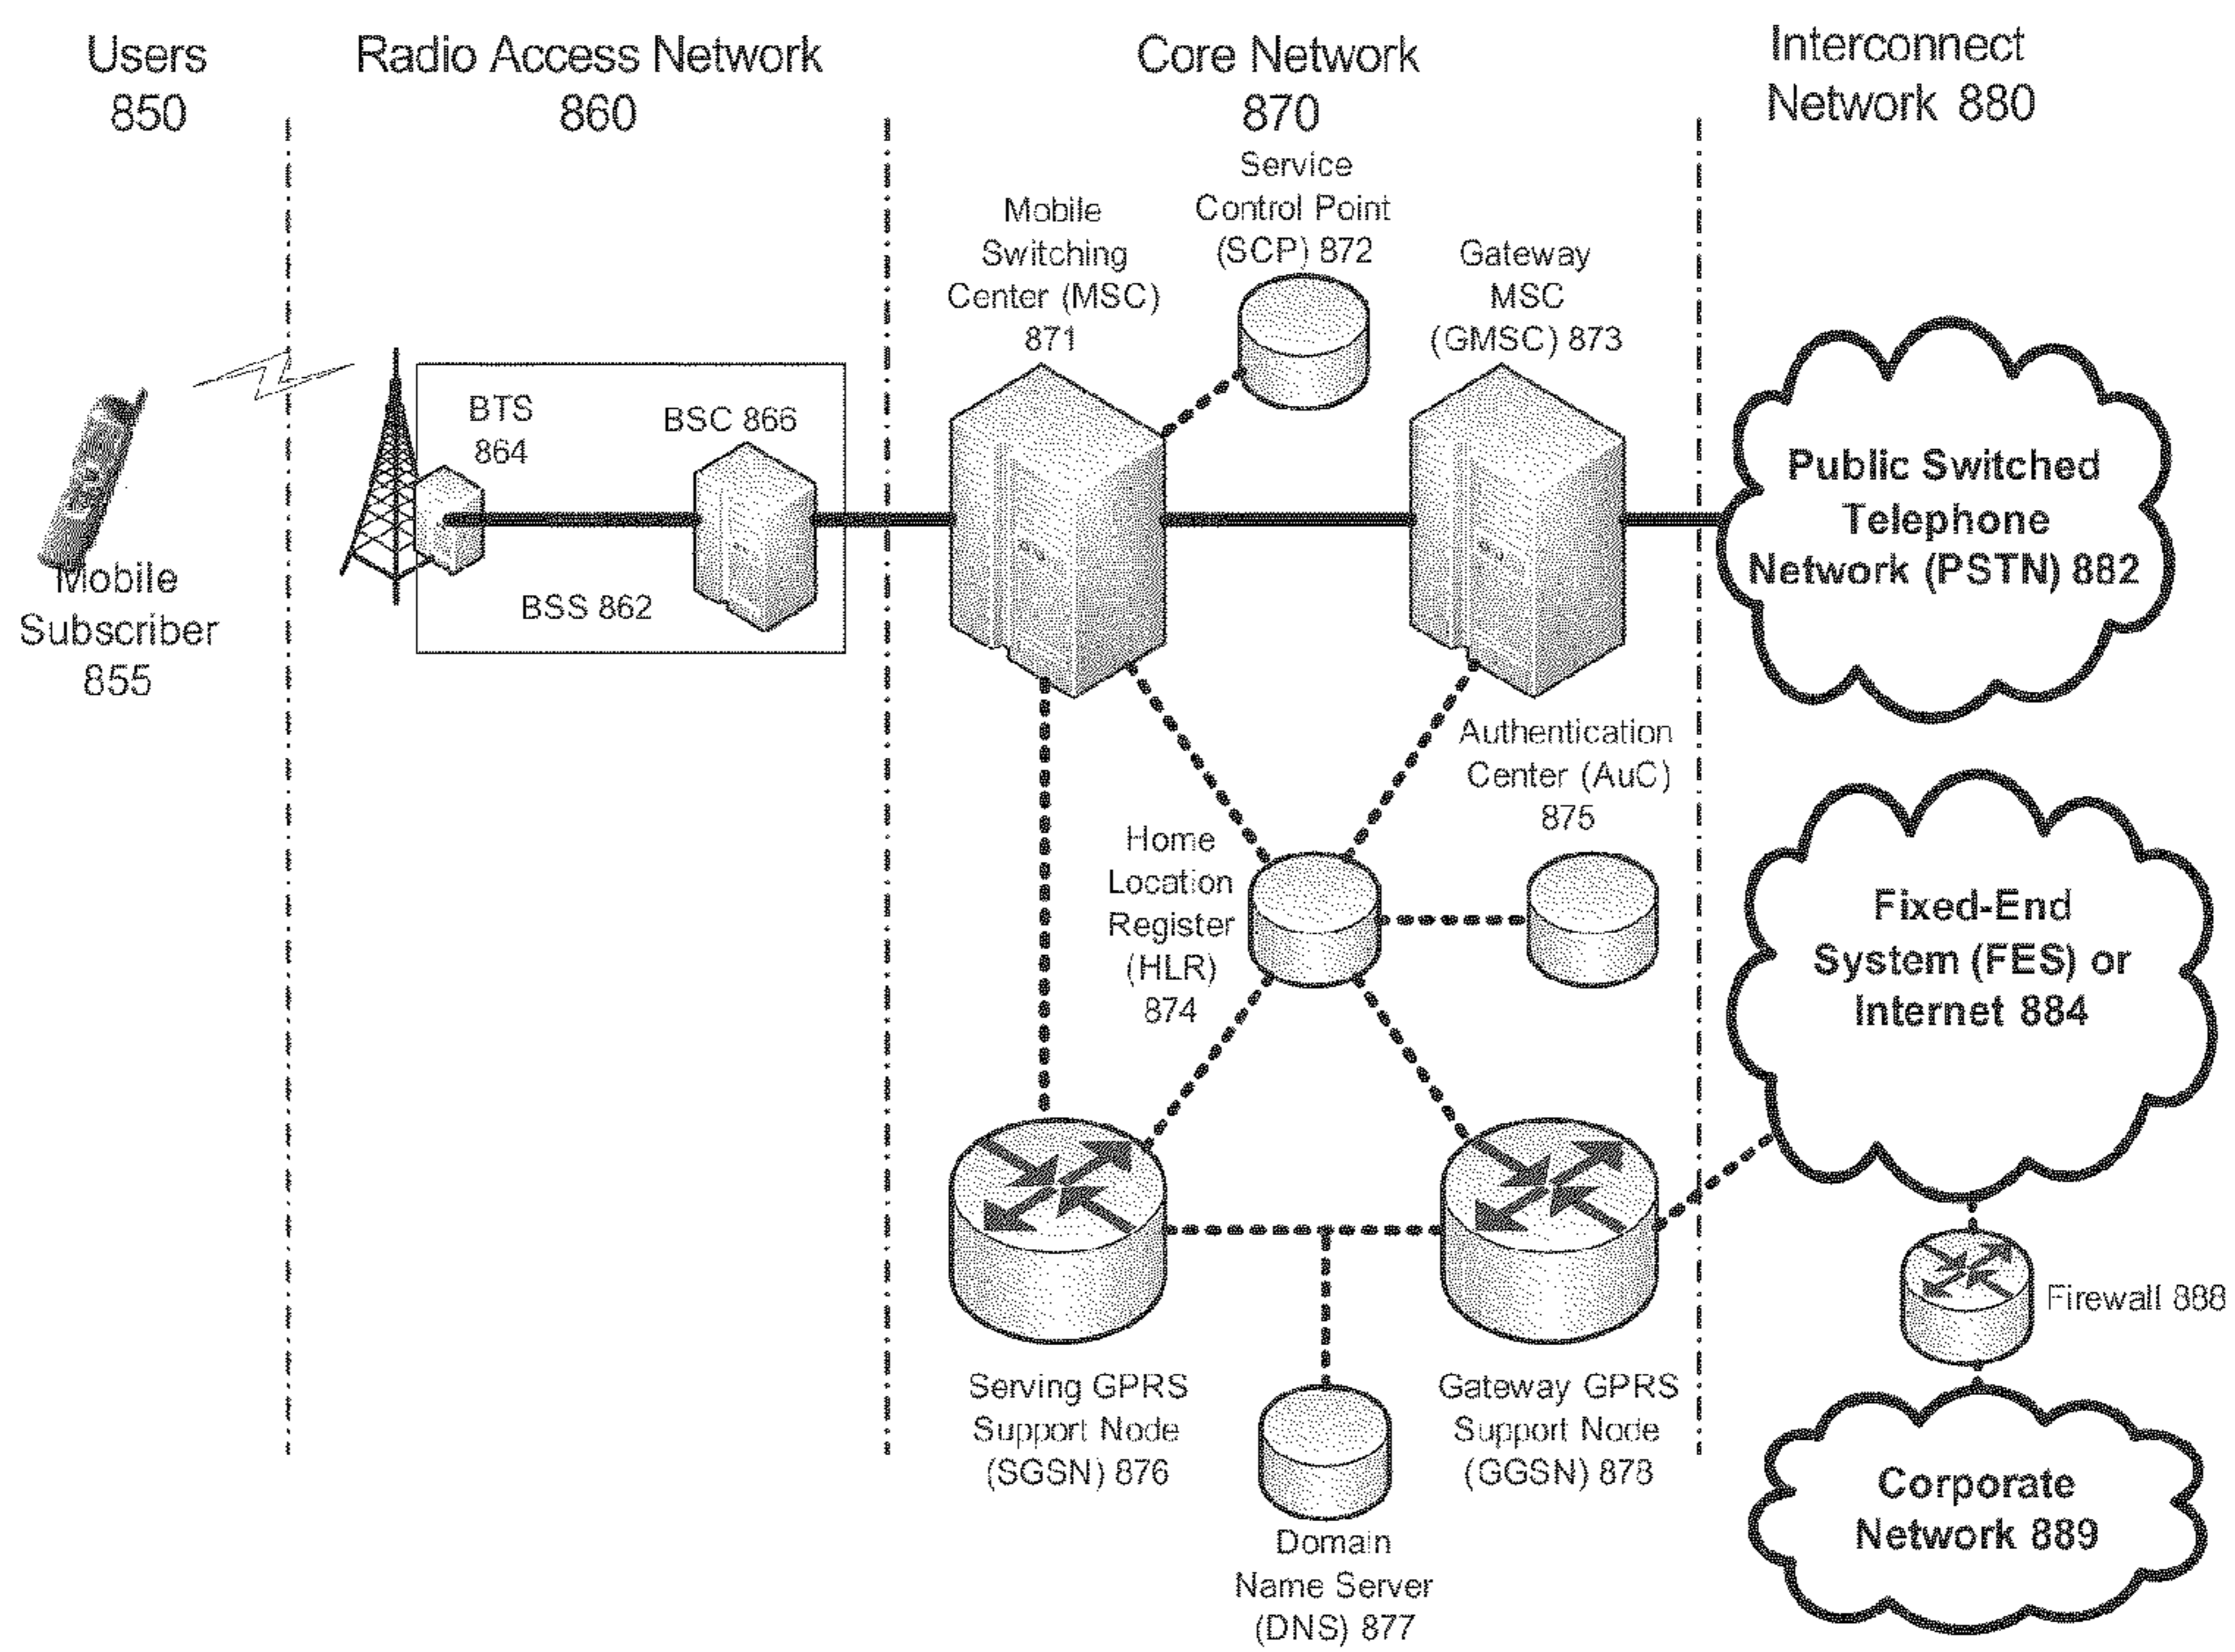 Users
850
Radio Access Network
860
Core Network
870
Interconnect
Network 880
Service
Control Point
(SCP) 872
Mobile
Switching
Center (MSC)
871
Gateway
MSC
(GMSC) 873
BTS
864
BSC 866
BSS 862
Mobile
Subscriber
855
Public Switched
Telephone
Network (PSTN) 882
Authentication
Center (AuC)
875
Home
Location
Register
(HLR)
874
Fixed-End
System (FES) or
Internet 884
Firewall 888
Serving GPRS
Support Node
(SGSN) 876
Gateway GPRS
Support Node
(GGSN) 878
Corporate
Network 889
Domain
Name Server
(DNS) 877